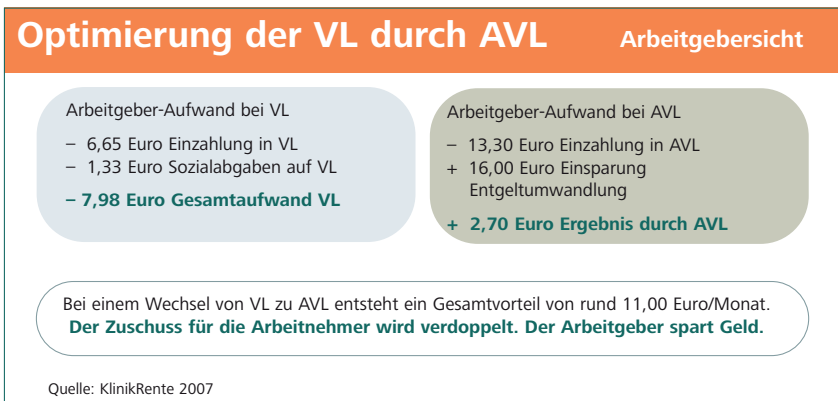 Optimierung der VL durch AVL Arbeitgebersicht
Arbeitgeber-Aufwand bei VL
– 6,65 Euro Einzahlung in VL
– 1,33 Euro Sozialabgaben auf VL
– 7,98 Euro Gesamtaufwand VL
Arbeitgeber-Aufwand bei AVL
– 13,30 Euro Einzahlung in AVL
+ 16,00 Euro Einsparung
Entgeltumwandlung
+ 2,70 Euro Ergebnis durch AVL
Bei einem Wechsel von VL zu AVL entsteht ein Gesamtvorteil von rund 11,00 Euro/Monat.
Der Zuschuss für die Arbeitnehmer wird verdoppelt. Der Arbeitgeber spart Geld.
Quelle: KlinikRente 2007